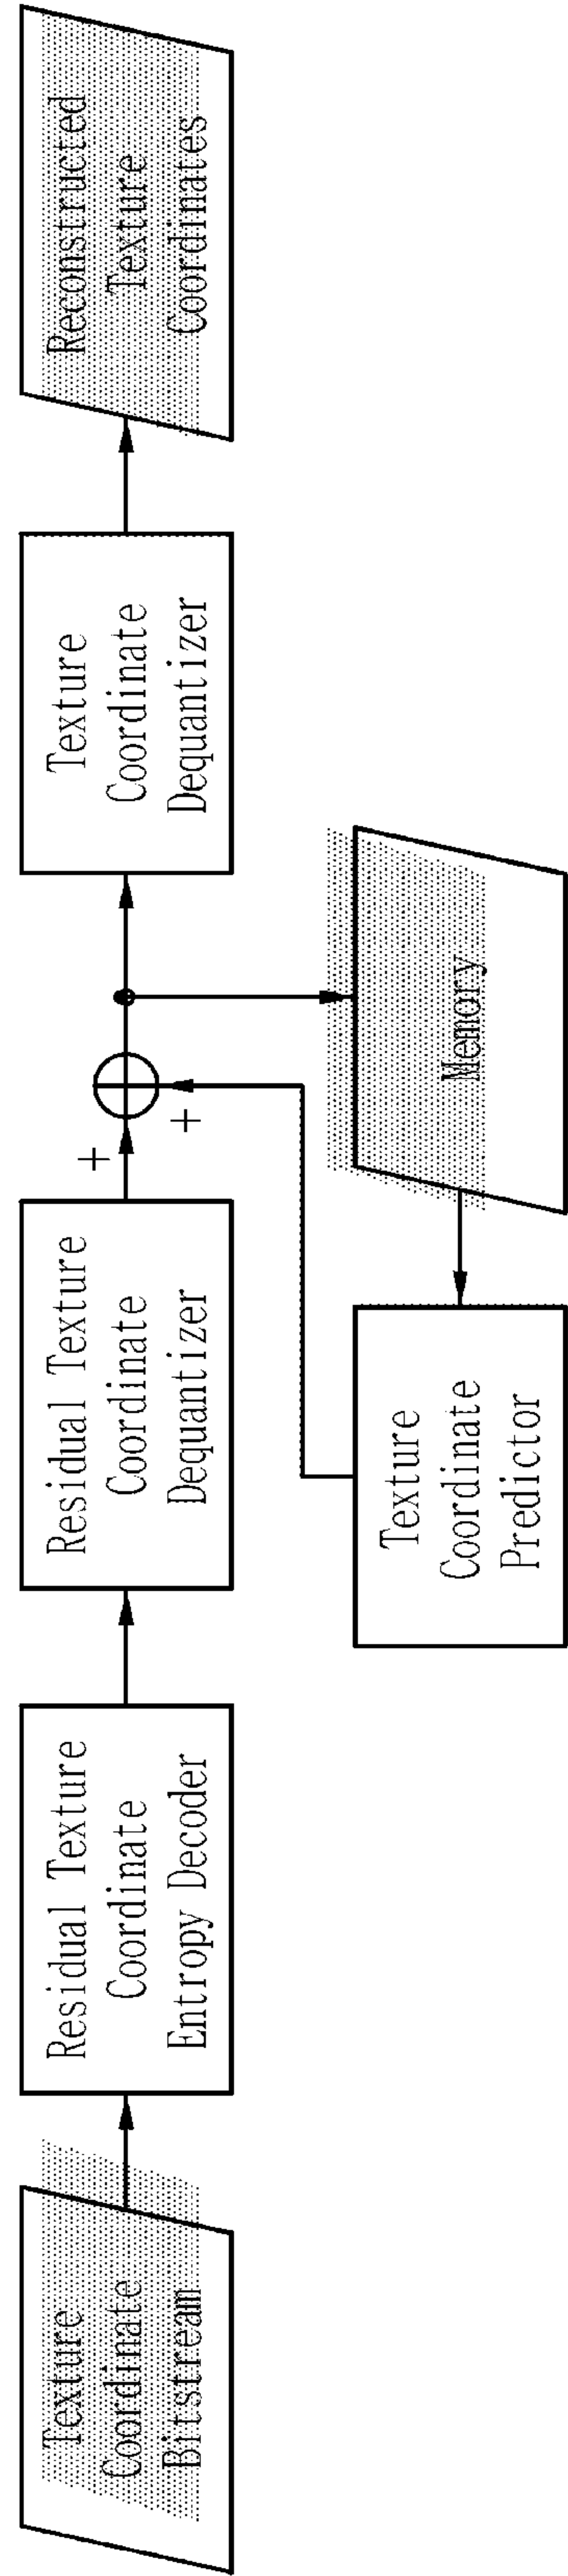 Texture
Coordinate
Bitstream
Residual Texture
Coordinate
Entropy Decoder
Residual Texture
Coordinate
Dequantizer
+
+
Texture
Coordinate
Dequantizer
Reconstructed
Texture
Coordinates
Texture
Coordinate
Predictor
Memory